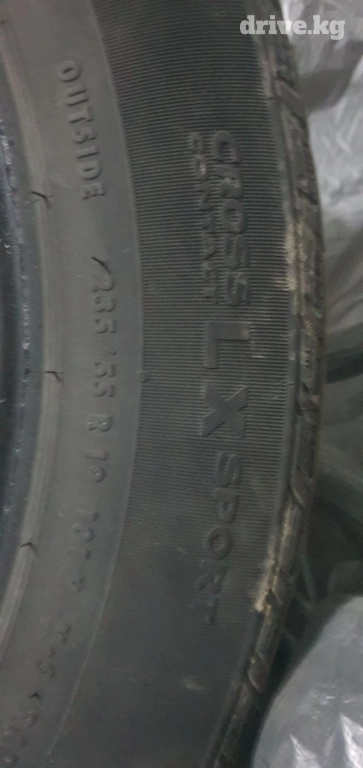 drive.kg
OUTSIDE
CROSS
CONTACT
LX SPORT
235/55 R 19